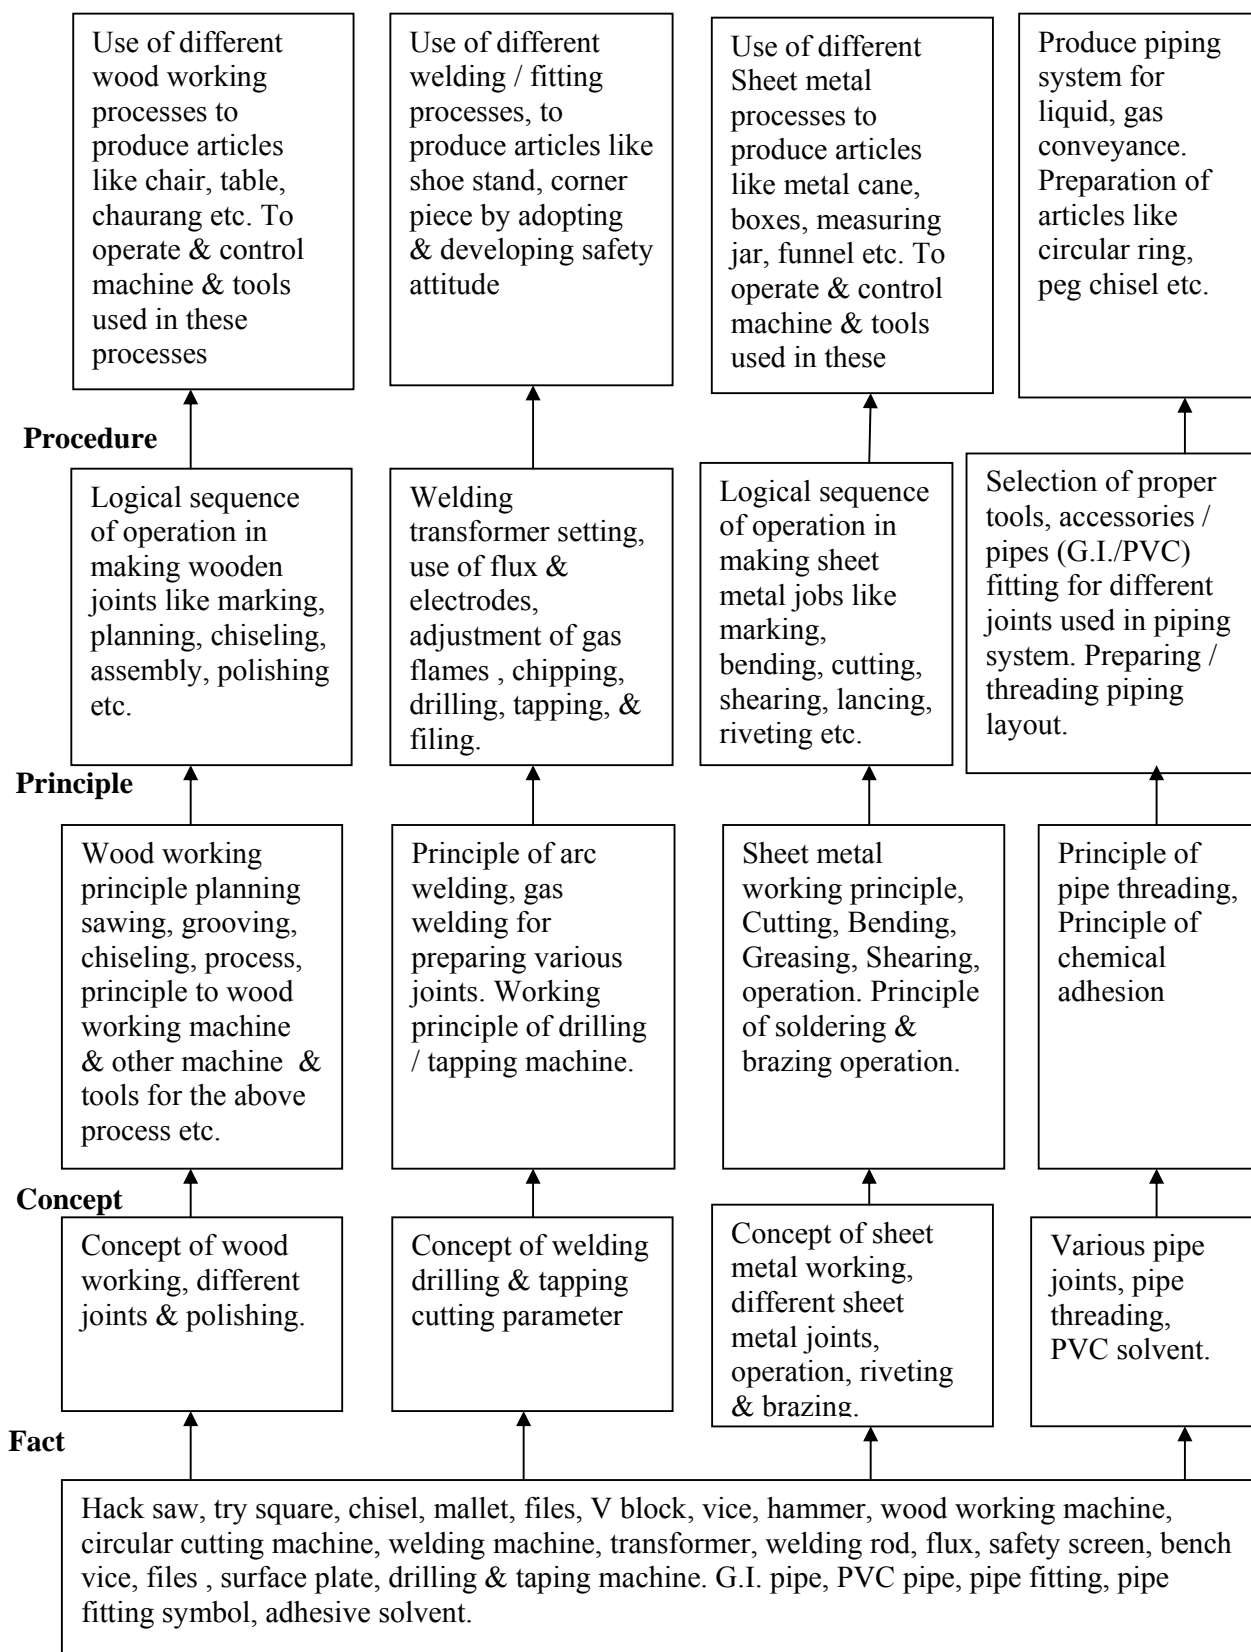 Use of different
wood working
processes to
produce articles
like chair, table,
chaurang etc. To
operate & control
machine & tools
used in these
processes
Use of different
welding / fitting
processes, to
produce articles like
shoe stand, corner
piece by adopting
& developing safety
attitude
Use of different
Sheet metal
processes to
produce articles
like metal cane,
boxes, measuring
jar, funnel etc. To
operate & control
machine & tools
used in these
Produce piping
system for
liquid, gas
conveyance.
Preparation of
articles like
circular ring,
peg chisel etc.
Procedure
Logical sequence
of operation in
making wooden
joints like marking,
planning, chiseling,
assembly, polishing
etc.
Welding
transformer setting,
use of flux &
electrodes,
adjustment of gas
flames , chipping,
drilling, tapping, &
filing.
Logical sequence
of operation in
making sheet
metal jobs like
marking,
bending, cutting,
shearing, lancing,
riveting etc.
Selection of proper
tools, accessories /
pipes (G.I./PVC)
fitting for different
joints used in piping
system. Preparing /
threading piping
layout.
Principle
Wood working
principle planning
sawing, grooving,
chiseling, process,
principle to wood
working machine
& other machine & 
tools for the above
process etc.
Principle of arc
welding, gas
welding for
preparing various
joints. Working
principle of drilling
/ tapping machine.
Sheet metal
working principle,
Cutting, Bending,
Greasing, Shearing,
operation. Principle
of soldering &
brazing operation.
Principle of
pipe threading,
Principle of
chemical
adhesion
Concept
Concept of wood
working, different
joints & polishing.
Concept of welding
drilling & tapping
cutting parameter
Concept of sheet
metal working,
different sheet
metal joints,
operation, riveting
& brazing.
Various pipe
joints, pipe
threading,
PVC solvent.
Fact
Hack saw, try square, chisel, mallet, files, V block, vice, hammer, wood working machine,
circular cutting machine, welding machine, transformer, welding rod, flux, safety screen, bench
vice, files , surface plate, drilling & taping machine. G.I. pipe, PVC pipe, pipe fitting, pipe
fitting symbol, adhesive solvent.